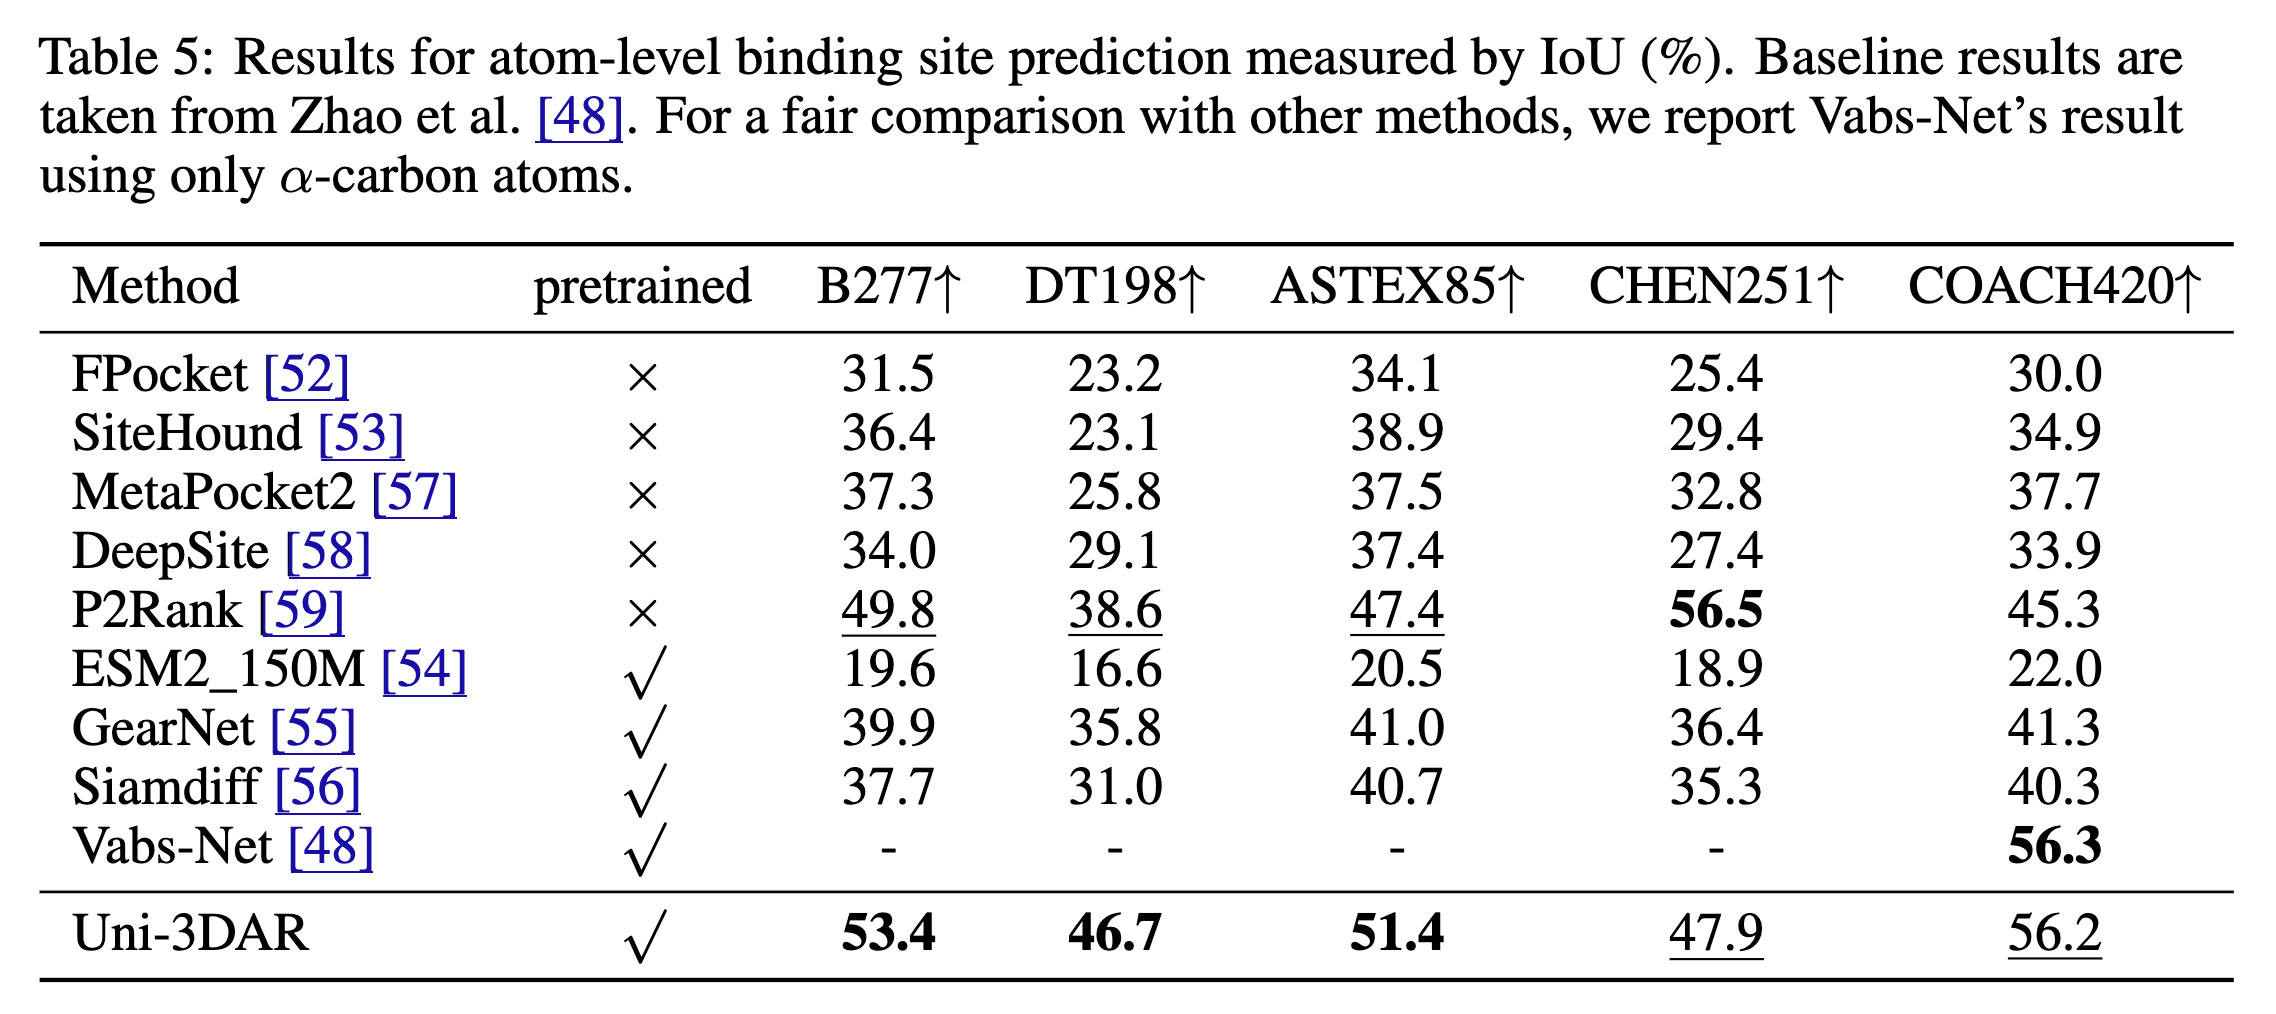 Table 5: Results for atom-level binding site prediction measured by IoU (%). Baseline results are
taken from Zhao et al. [48]. For a fair comparison with other methods, we report Vabs-Net's result
using only α-carbon atoms.
Method pretrained B277↑ DT198↑ ASTEX85↑ CHEN251↑ COACH420↑
FPocket [52] × 31.5 23.2 34.1 25.4 30.0
SiteHound [53] × 36.4 23.1 38.9 29.4 34.9
MetaPocket2 [57] × 37.3 25.8 37.5 32.8 37.7
DeepSite [58] × 34.0 29.1 37.4 27.4 33.9
P2Rank [59] × 49.8 38.6 47.4 56.5 45.3
ESM2_150M [54] √ 19.6 16.6 20.5 18.9 22.0
GearNet [55] √ 39.9 35.8 41.0 36.4 41.3
Siamdiff [56] √ 37.7 31.0 40.7 35.3 40.3
Vabs-Net [48] √ - - - - 56.3
Uni-3DAR √ 53.4 46.7 51.4 47.9 56.2